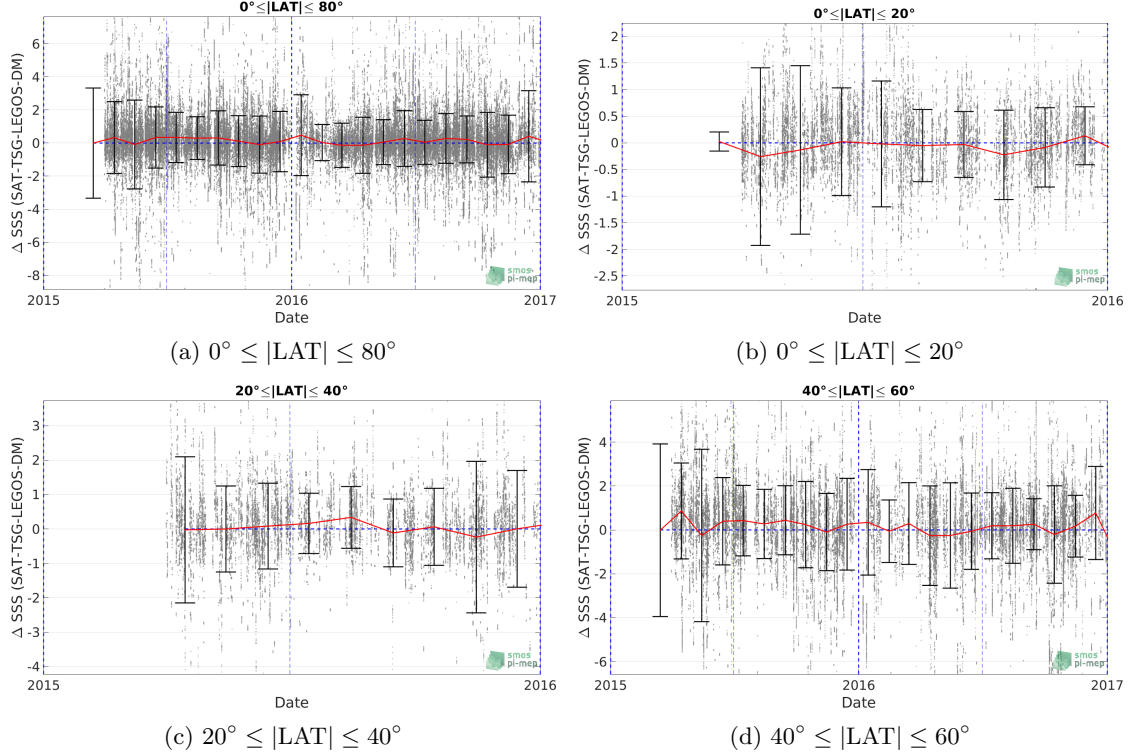 0°≤|LAT|≤ 80°
Δ SSS (SAT-TSG-LEGOS-DM)
6
4
2
0
-2
-4
-6
-8
2015
2016
2017
Date
smos
pi-mep
(a) 0° ≤ |LAT| ≤ 80°
0°≤|LAT|≤ 20°
Δ SSS (SAT-TSG-LEGOS-DM)
2
1.5
1
0.5
0
-0.5
-1
-1.5
-2
-2.5
2015
2016
Date
smos
pi-mep
(b) 0° ≤ |LAT| ≤ 20°
20°≤|LAT|≤ 40°
Δ SSS (SAT-TSG-LEGOS-DM)
3
2
1
0
-1
-2
-3
-4
2015
2016
Date
smos
pi-mep
(c) 20° ≤ |LAT| ≤ 40°
40°≤|LAT|≤ 60°
Δ SSS (SAT-TSG-LEGOS-DM)
4
2
0
-2
-4
-6
2015
2016
2017
Date
smos
pi-mep
(d) 40° ≤ |LAT| ≤ 60°